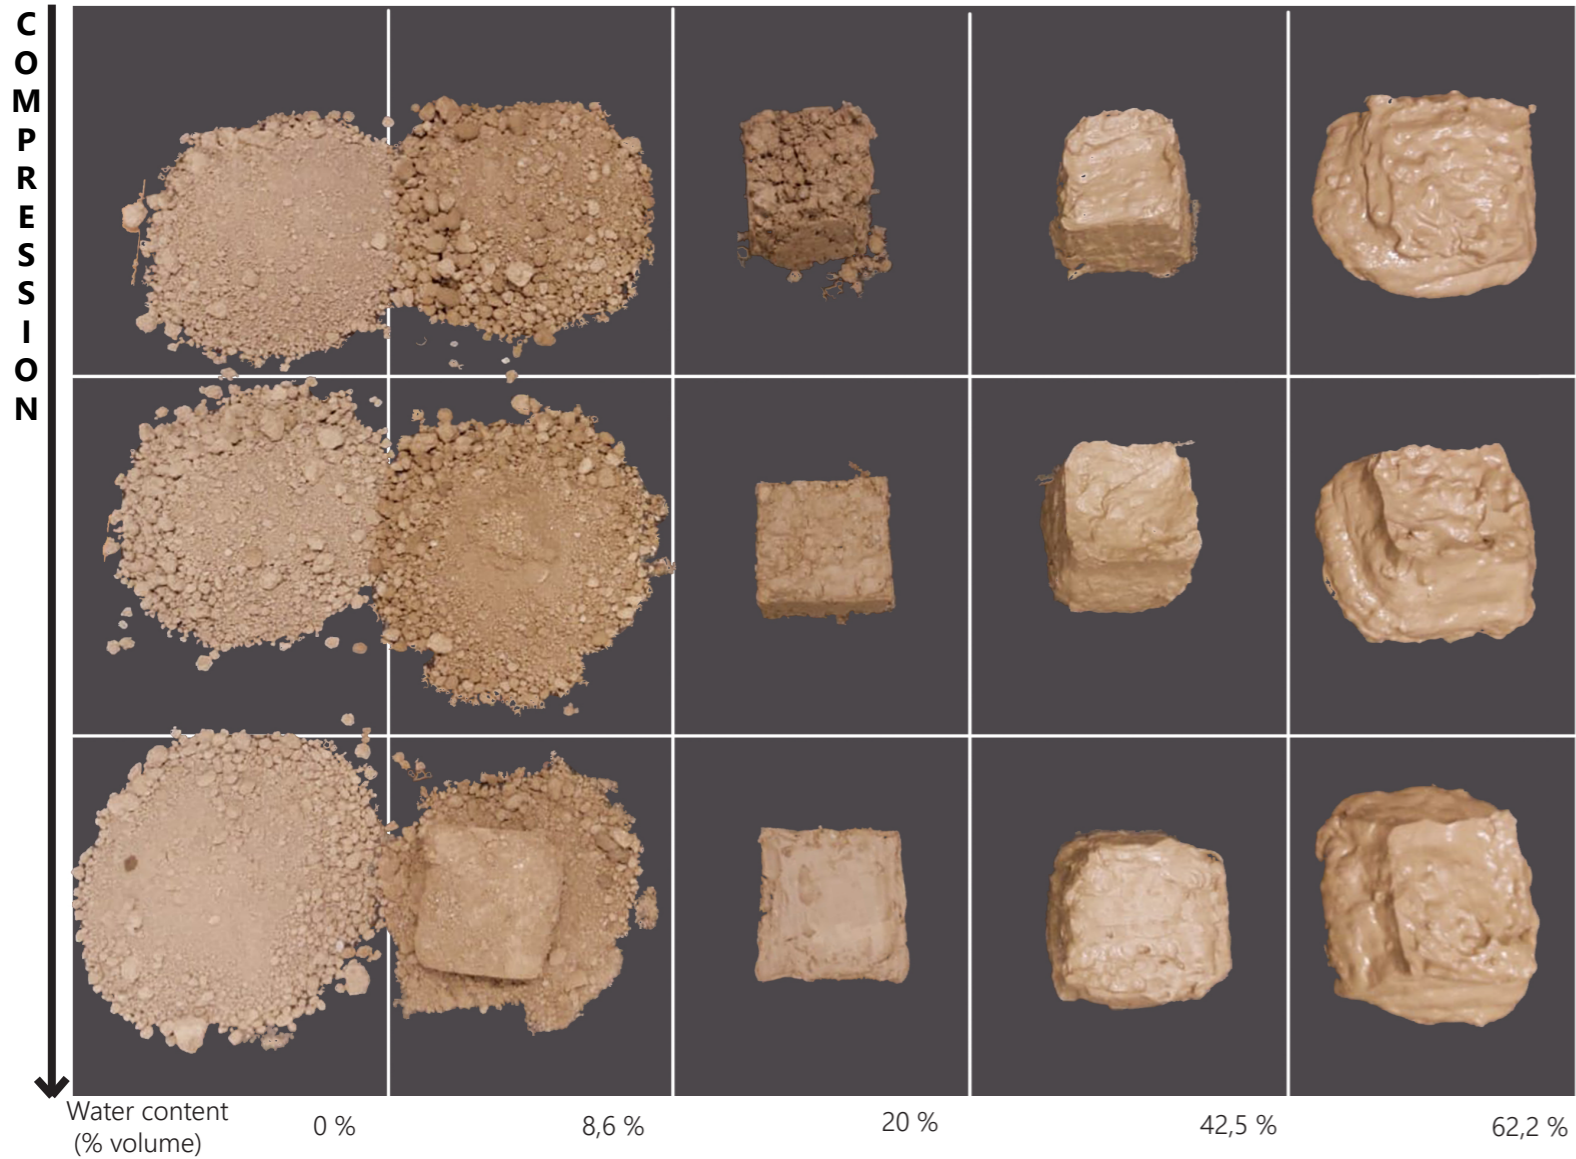 COMPRESSION
Water content
(% volume)
0 %
8,6 %
20 %
42,5 %
62,2 %